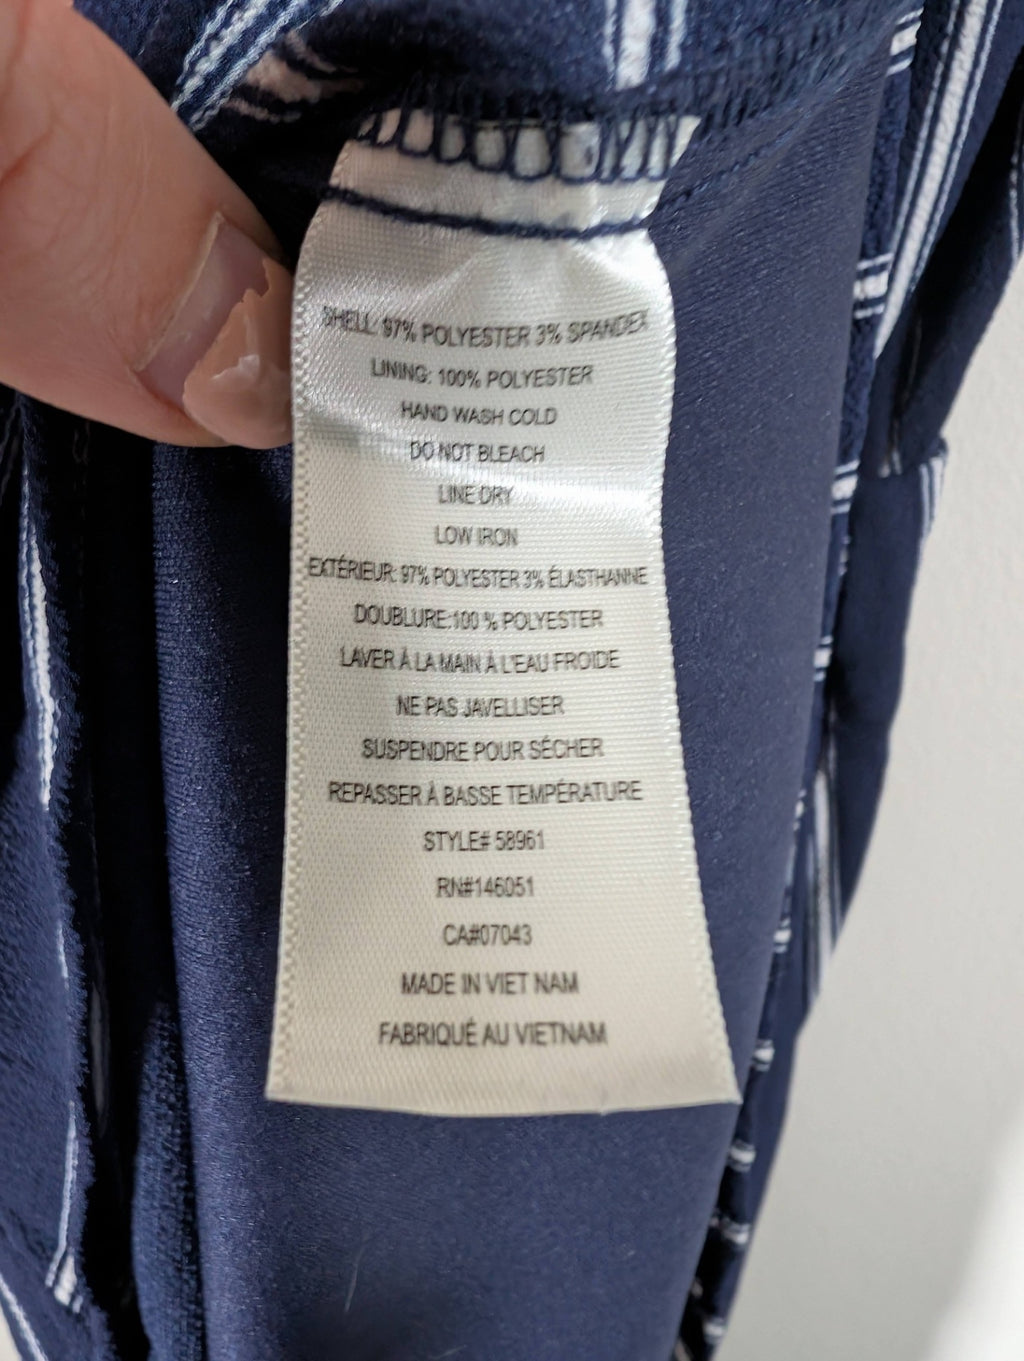 SHELL: 97% POLYESTER 3% SPANDEX
LINING: 100% POLYESTER
HAND WASH COLD
DO NOT BLEACH
LINE DRY
LOW IRON
EXTÉRIEUR: 97% POLYESTER 3% ÉLASTHANNE
DOUBLURE:100 % POLYESTER
LAVER À LA MAIN À L'EAU FROIDE
NE PAS JAVELLISER
SUSPENDRE POUR SÉCHER
REPASSER À BASSE TEMPÉRATURE
STYLE# 58961
RN#146051
CA#07043
MADE IN VIET NAM
FABRIQUÉ AU VIETNAM